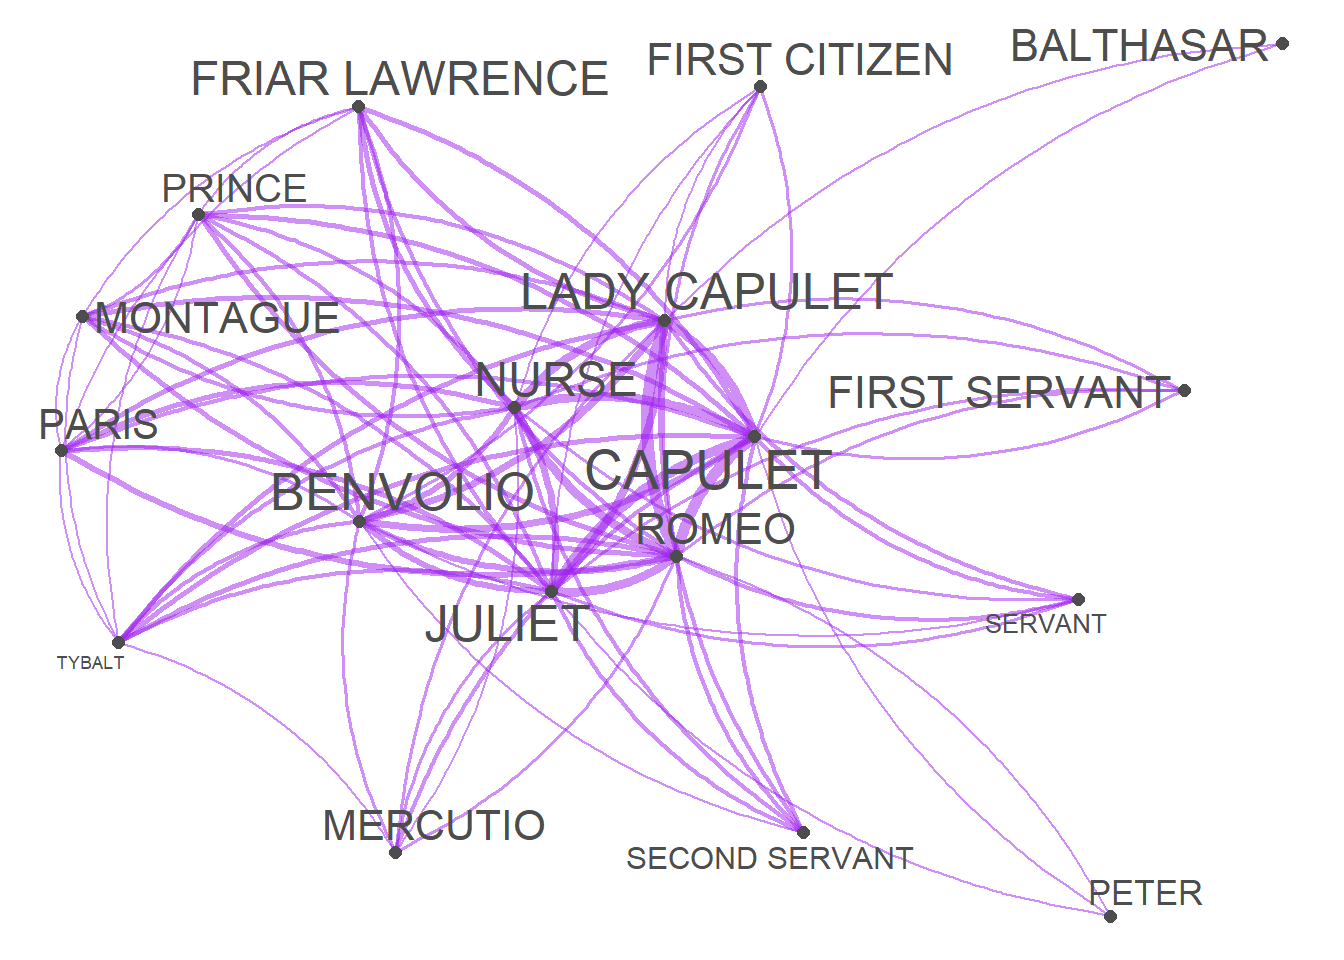 BALTHASAR
FIRST CITIZEN
FRIAR LAWRENCE
PRINCE
LADY CAPULET
MONTAGUE
NURSE
FIRST SERVANT
PARIS
CAPULET
BENVOLIO
ROMEO
JULIET
SERVANT
TYBALT
MERCUTIO
SECOND SERVANT
PETER